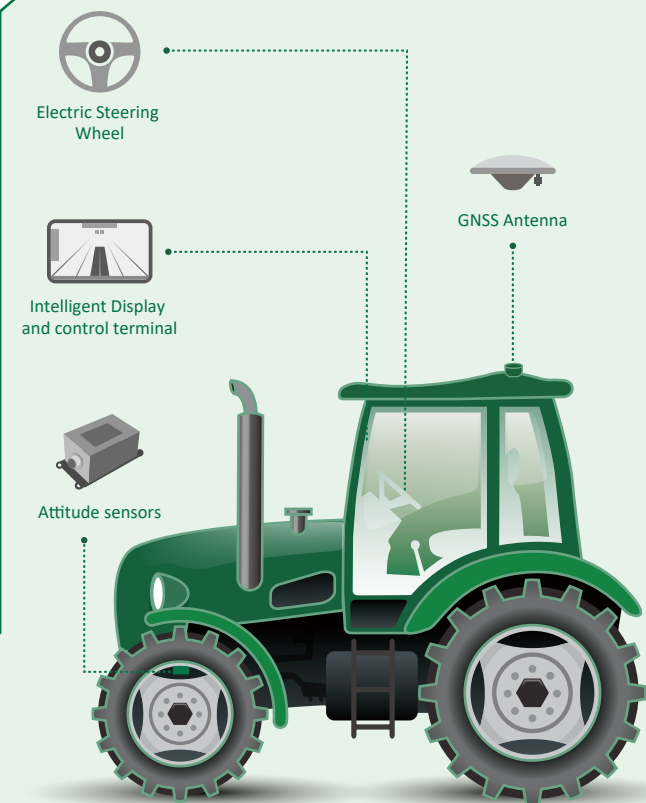 Electric Steering
Wheel
GNSS Antenna
Intelligent Display
and control terminal
Attitude sensors